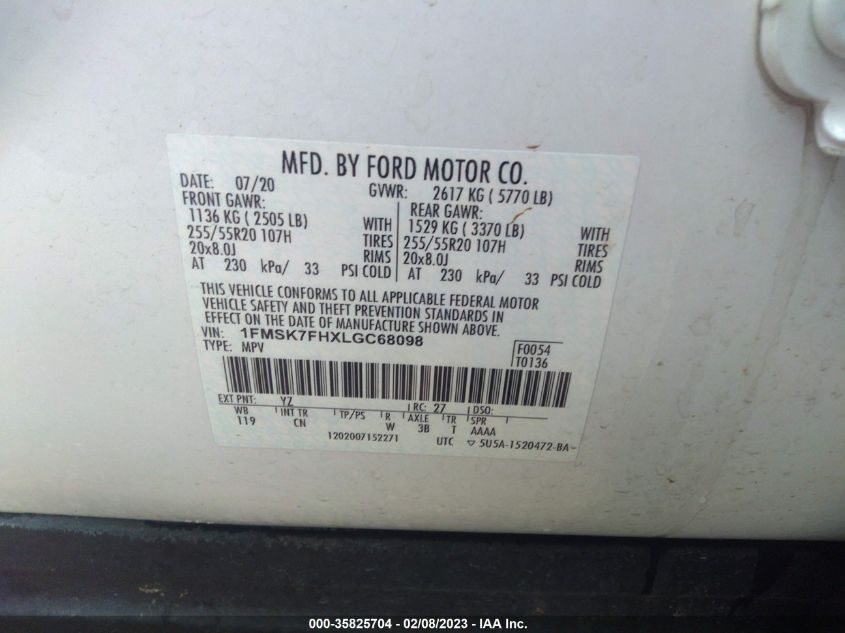 MFD. BY FORD MOTOR CO.
DATE: 07/20 GVWR: 2617 KG ( 5770 LB)
FRONT GAWR: REAR GAWR:
1136 KG ( 2505 LB) WITH 1529 KG ( 3370 LB) WITH
255/55R20 107H TIRES 255/55R20 107H TIRES
20x8.0J RIMS 20x8.0J RIMS
AT 230 kPa/ 33 PSI COLD AT 230 kPa/ 33 PSI COLD
THIS VEHICLE CONFORMS TO ALL APPLICABLE FEDERAL MOTOR
VEHICLE SAFETY AND THEFT PREVENTION STANDARDS IN
EFFECT ON THE DATE OF MANUFACTURE SHOWN ABOVE.
VIN: 1FMSK7FHXLGC68098
TYPE: MPV
F0054
T0136
EXT PNT: YZ RC: 27 DSO:
WB INT TR TP/PS R AXLE TR SPR
119 CN W 3B T AAAA
1202007152271 UTC ▽ 5U5A-1520472-BA
000-35825704 - 02/08/2023 - IAA Inc.